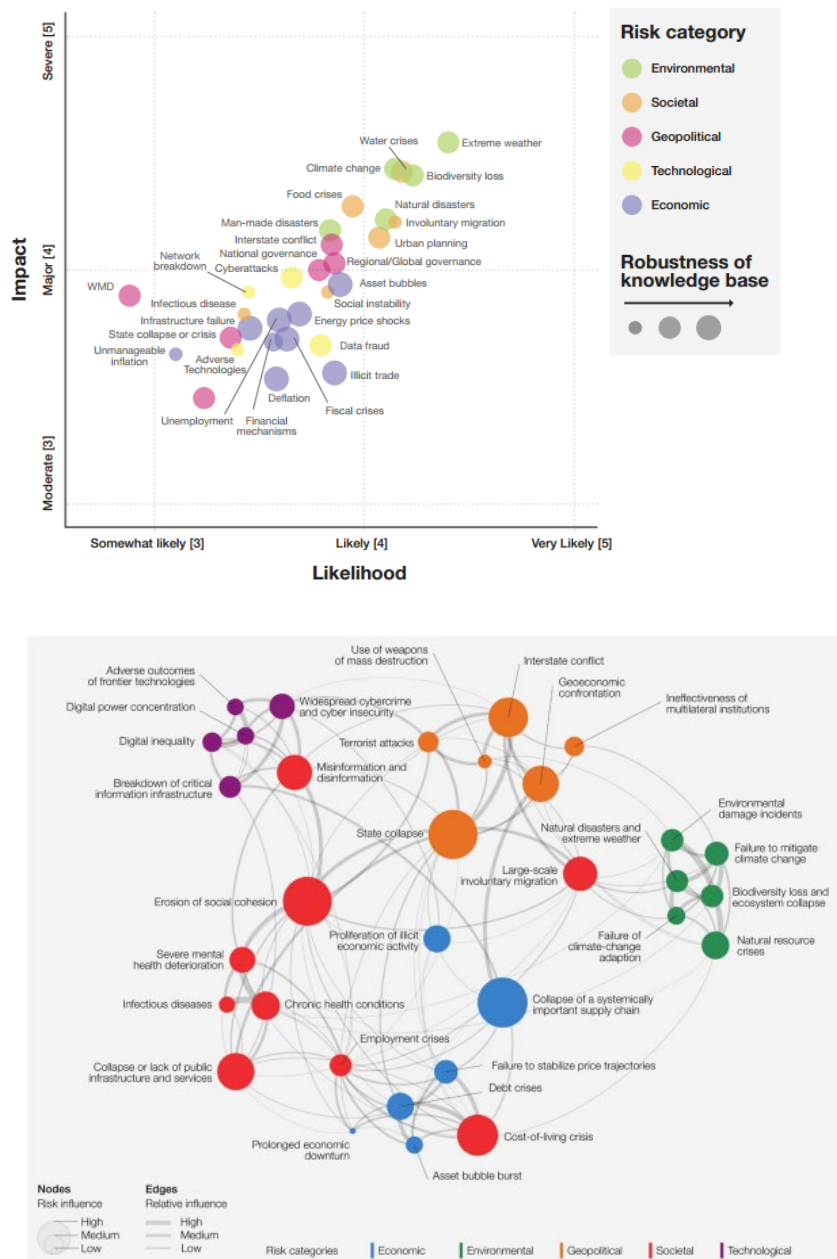 Severe [5]
Major [4]
Moderate [3]
Impact
Water crises
Extreme weather
Climate change
Biodiversity loss
Food crises
Natural disasters
Man-made disasters
Involuntary migration
Interstate conflict
Urban planning
Network
breakdown
National governance
Cyberattacks
Regional/Global governance
WMD
Asset bubbles
Infectious disease
Social instability
Infrastructure failure
Energy price shocks
State collapse or crisis
Unmanageable
inflation
Adverse
Technologies
Data fraud
Illicit trade
Deflation
Unemployment
Financial
mechanisms
Fiscal crises
Somewhat likely [3]
Likely [4]
Very Likely [5]
Likelihood
Risk category
Environmental
Societal
Geopolitical
Technological
Economic
Robustness of
knowledge base
Use of weapons
of mass destruction
Interstate conflict
Adverse outcomes
of frontier technologies
Geoeconomic
confrontation
Digital power concentration
Widespread cybercrime
and cyber insecurity
Ineffectiveness of
multilateral institutions
Digital inequality
Terrorist attacks
Misinformation and
disinformation
Breakdown of critical
information infrastructure
Environmental
damage incidents
State collapse
Natural disasters and
extreme weather
Failure to mitigate
climate change
Large-scale
involuntary migration
Biodiversity loss and
ecosystem collapse
Erosion of social cohesion
Proliferation of illicit
economic activity
Failure of
climate-change
adaption
Natural resource
crises
Severe mental
health deterioration
Infectious diseases
Chronic health conditions
Collapse of a systemically
important supply chain
Employment crises
Collapse or lack of public
infrastructure and services
Failure to stabilize price trajectories
Debt crises
Prolonged economic
downturn
Cost-of-living crisis
Asset bubble burst
Nodes
Risk influence
High
Medium
Low
Edges
Relative influence
High
Medium
Low
Risk categories
Economic
Environmental
Geopolitical
Societal
Technological